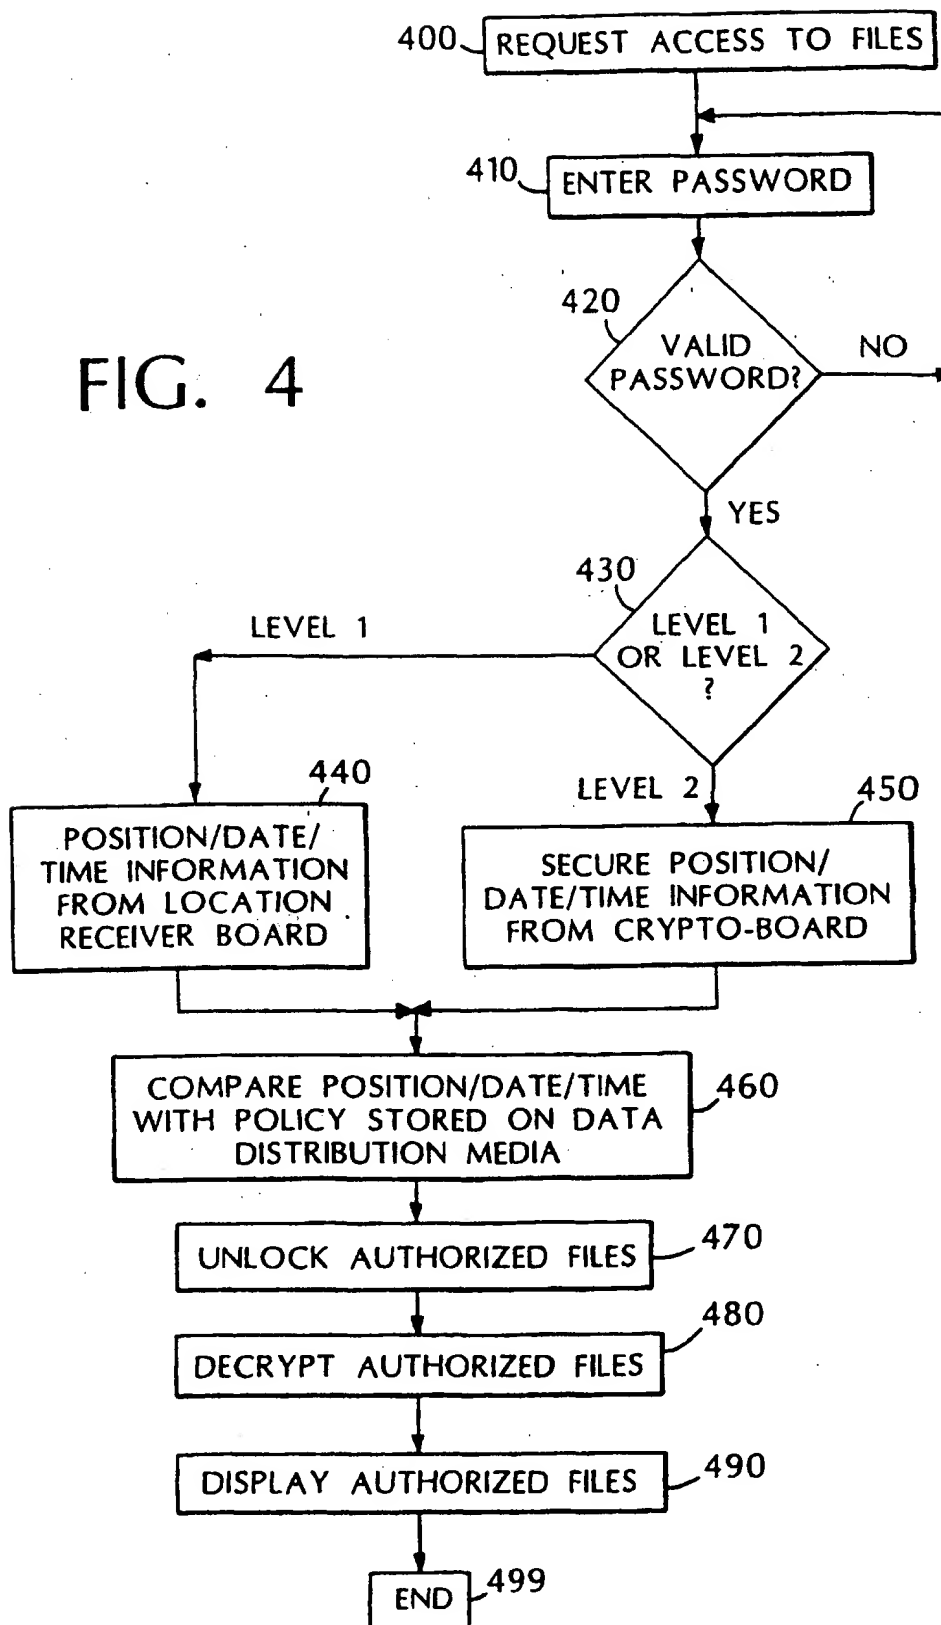 400
REQUEST ACCESS TO FILES
410
ENTER PASSWORD
FIG. 4
420
VALID
PASSWORD?
NO
YES
430
LEVEL 1
OR LEVEL 2
?
LEVEL 1
LEVEL 2
440
POSITION/DATE/
TIME INFORMATION
FROM LOCATION
RECEIVER BOARD
450
SECURE POSITION/
DATE/TIME INFORMATION
FROM CRYPTO-BOARD
COMPARE POSITION/DATE/TIME
WITH POLICY STORED ON DATA
DISTRIBUTION MEDIA
460
UNLOCK AUTHORIZED FILES
470
DECRYPT AUTHORIZED FILES
480
DISPLAY AUTHORIZED FILES
490
END
499